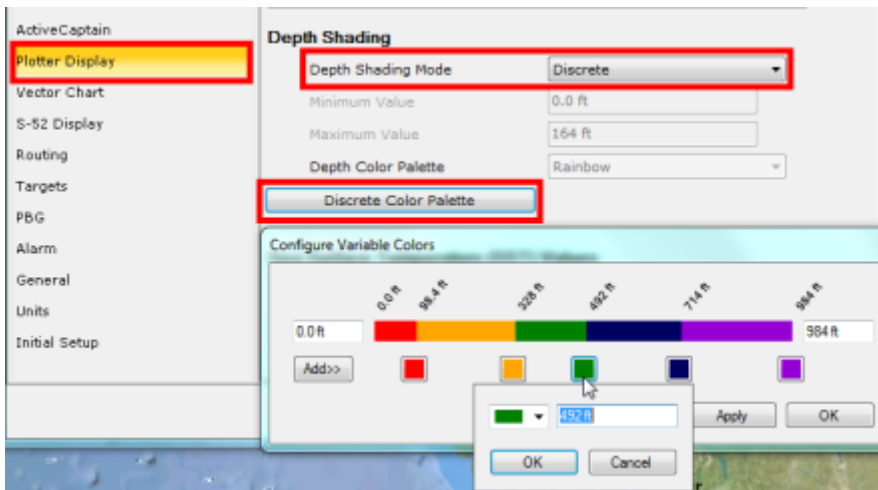 ActiveCaptain
Plotter Display
Vector Chart
S-52 Display
Routing
Targets
PBG
Alarm
General
Units
Initial Setup
Depth Shading
Depth Shading Mode Discrete
Minimum Value 0.0 ft
Maximum Value 164 ft
Depth Color Palette Rainbow
Discrete Color Palette
Configure Variable Colors
0.0 ft 98.4 ft 328 ft 492 ft 714 ft 984 ft
0.0 ft 984 ft
Add>>
492 ft
Apply OK
OK Cancel